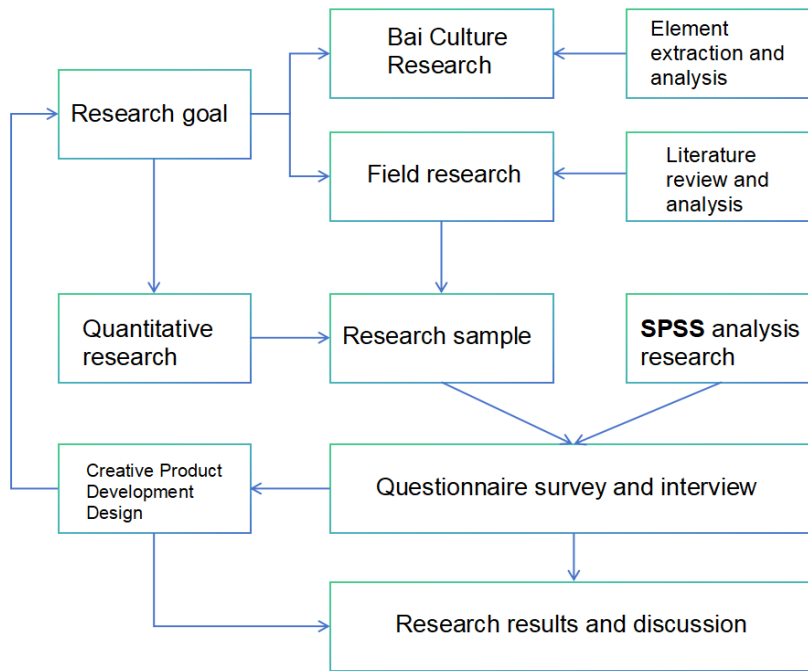 Bai Culture
Research
Element
extraction and
analysis
Research goal
Field research
Literature
review and
analysis
Quantitative
research
Research sample
SPSS analysis
research
Creative Product
Development
Design
Questionnaire survey and interview
Research results and discussion